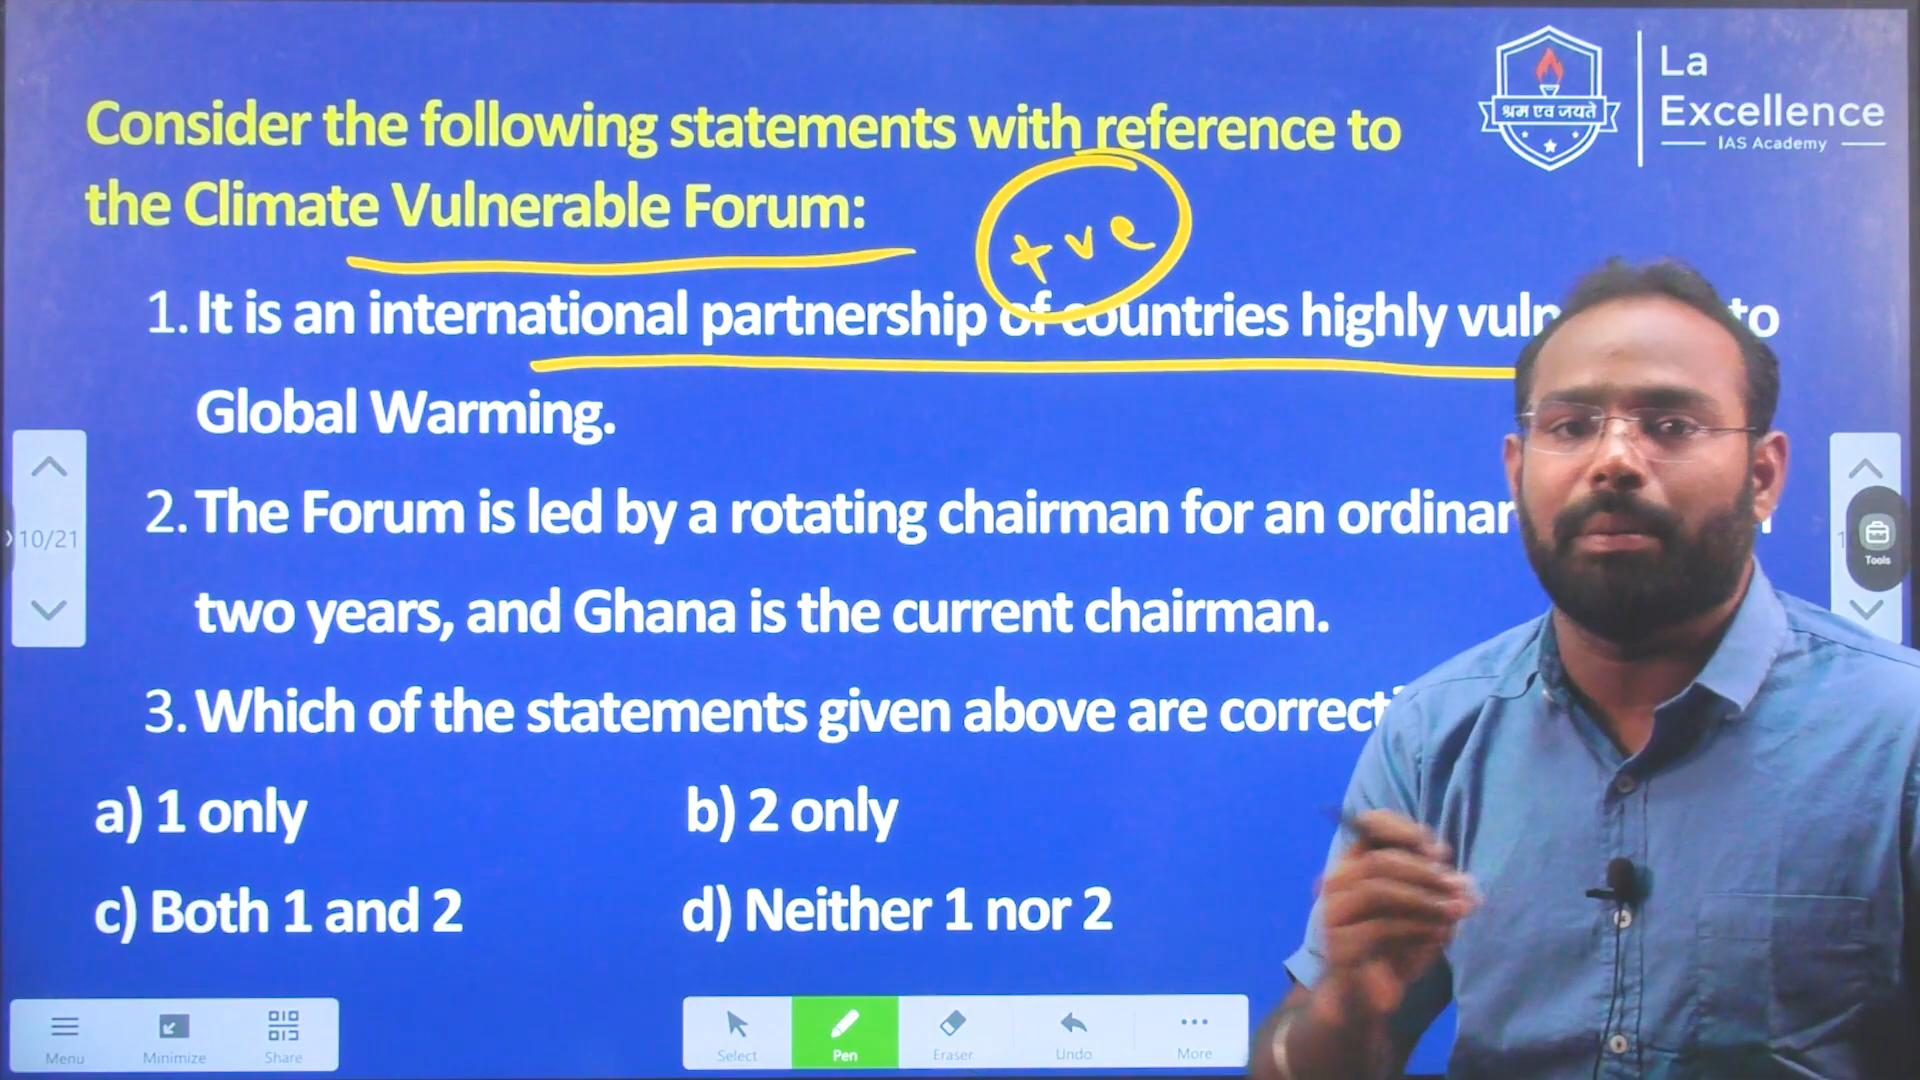 La
Excellence
IAS Academy
श्रम एव जयते
Consider the following statements with reference to
the Climate Vulnerable Forum:
+ve
1. It is an international partnership of countries highly to
Global Warming.
2. The Forum is led by a rotating chairman for an
two years, and Ghana is the current chairman.
3. Which of the statements given above are correct
a) 1 only b) 2 only
c) Both 1 and 2 d) Neither 1 nor 2
10/21
Tools
Menu Minimize Share Select Pen Eraser Undo More